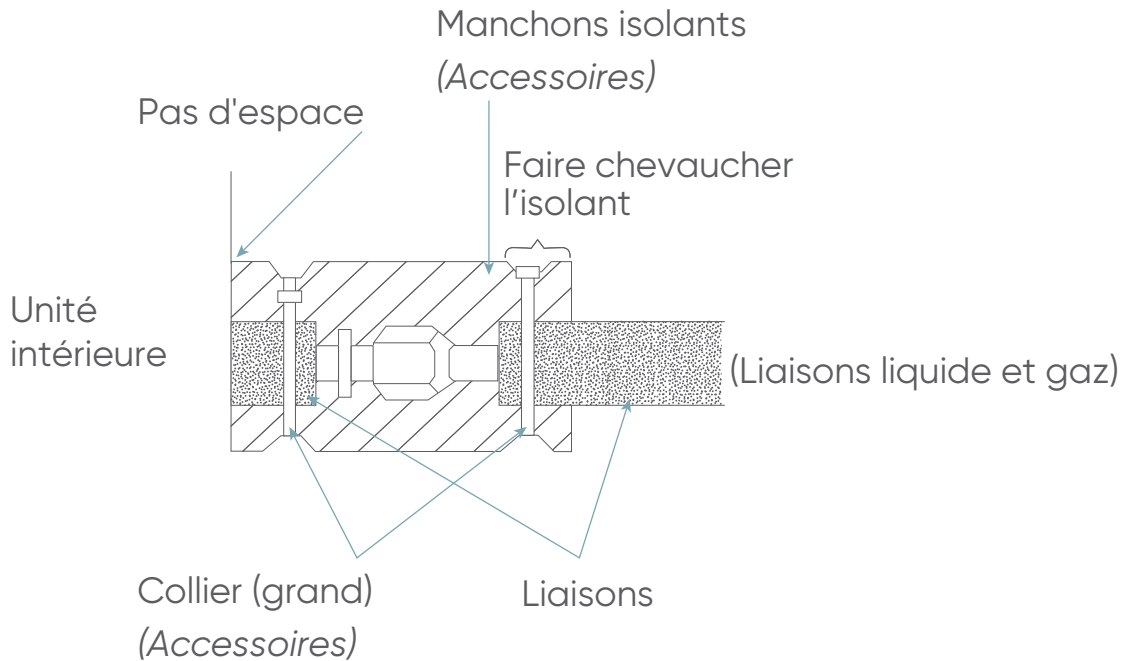 Manchons isolants
(Accessoires)
Pas d'espace
Faire chevaucher
l’isolant
Unité
intérieure
(Liaisons liquide et gaz)
Collier (grand)
(Accessoires)
Liaisons